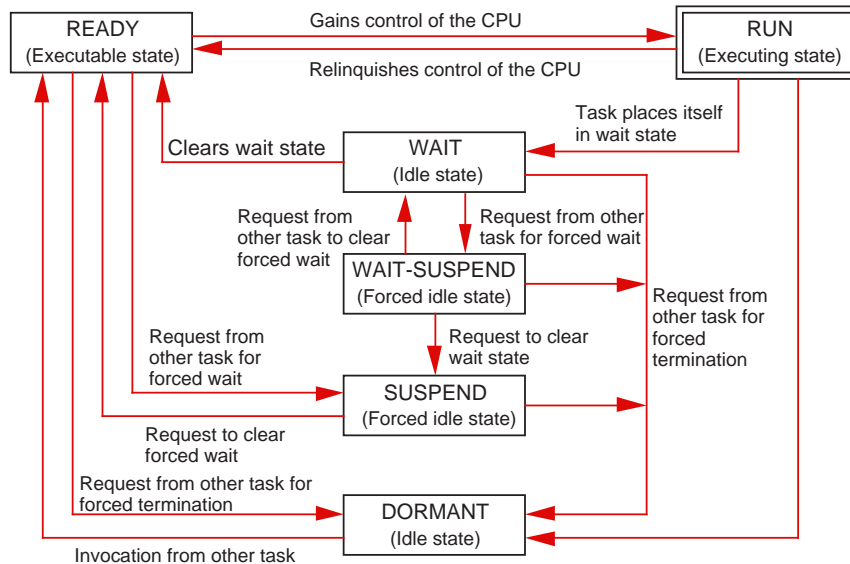 READY
(Executable state)
Gains control of the CPU
Relinquishes control of the CPU
RUN
(Executing state)
Task places itself
in wait state
Clears wait state
WAIT
(Idle state)
Request from
other task to clear
forced wait
Request from other
task for forced wait
WAIT-SUSPEND
(Forced idle state)
Request from
other task for
forced
termination
Request to clear
wait state
Request from
other task for
forced wait
SUSPEND
(Forced idle state)
Request to clear
forced wait
Request from other task for
forced termination
DORMANT
(Idle state)
Invocation from other task